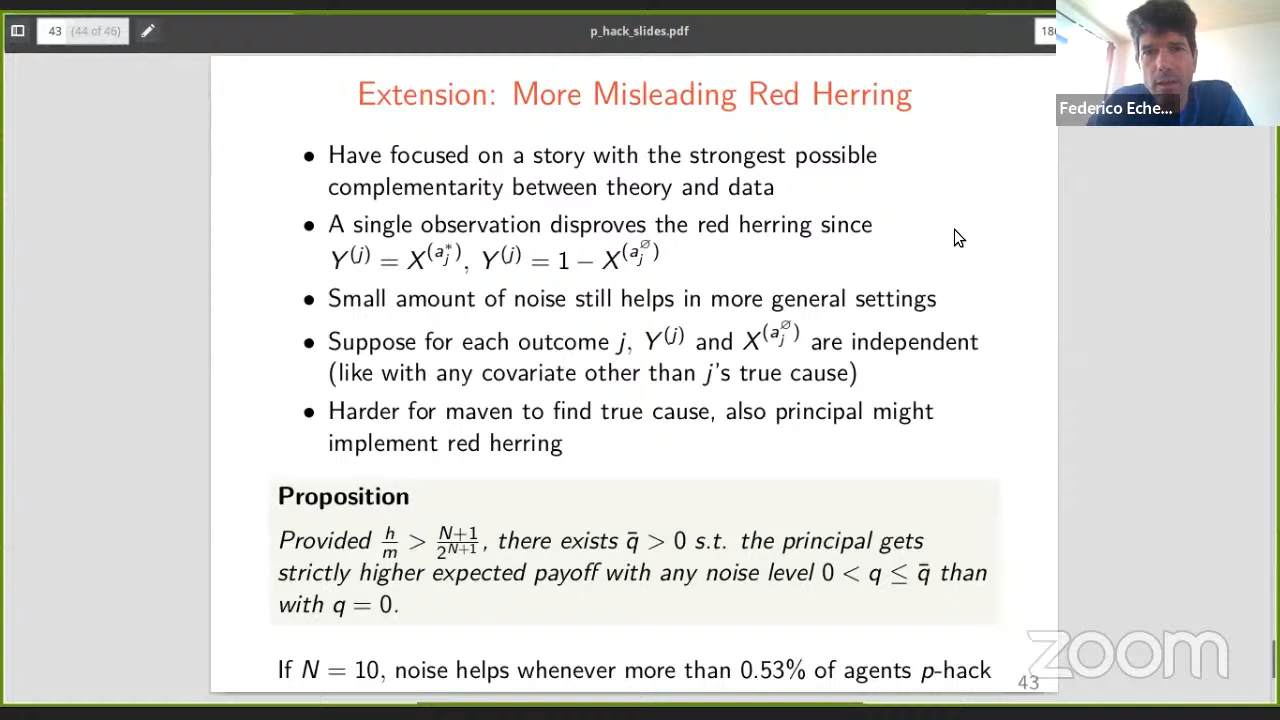 43 (44 of 46)
p_hack_slides.pdf
Federico Eche...
Extension: More Misleading Red Herring
• Have focused on a story with the strongest possible
complementarity between theory and data
• A single observation disproves the red herring since
Y^(j) = X^(a_j^*), Y^(j) = 1 − X^(a_j^∅)
• Small amount of noise still helps in more general settings
• Suppose for each outcome j, Y^(j) and X^(a_j^∅) are independent
(like with any covariate other than j's true cause)
• Harder for maven to find true cause, also principal might
implement red herring
Proposition
Provided h/m > (N+1)/(2^(N+1)), there exists q̄ > 0 s.t. the principal gets
strictly higher expected payoff with any noise level 0 < q ≤ q̄ than
with q = 0.
If N = 10, noise helps whenever more than 0.53% of agents p-hack
43
zoom